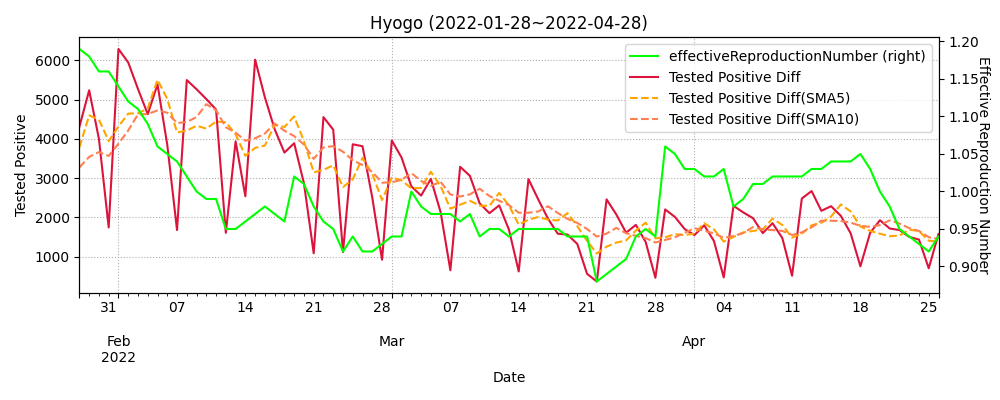 Hyogo (2022-01-28~2022-04-28)
effectiveReproductionNumber (right)
Tested Positive Diff
Tested Positive Diff(SMA5)
Tested Positive Diff(SMA10)
Tested Positive
6000
5000
4000
3000
2000
1000
1.20
1.15
1.10
1.05
1.00
0.95
0.90
Effective Reproduction Number
31 07 14 21 28 07 14 21 28 04 11 18 25
Feb Mar Apr
2022
Date